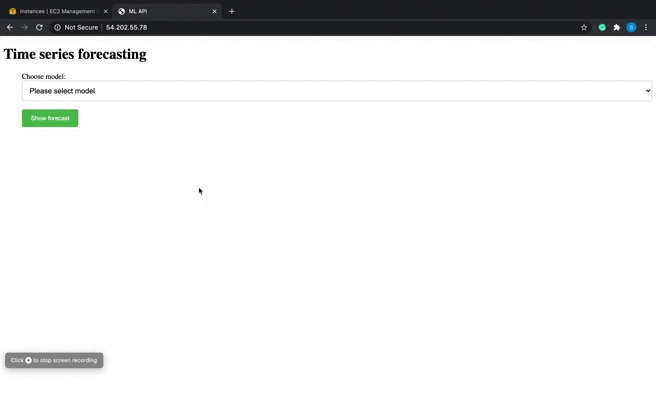 Instances | EC2 Management
ML API
Not Secure | 54.202.55.78
S
Time series forecasting
Choose model:
Please select model
Show forecast
Click to stop screen recording